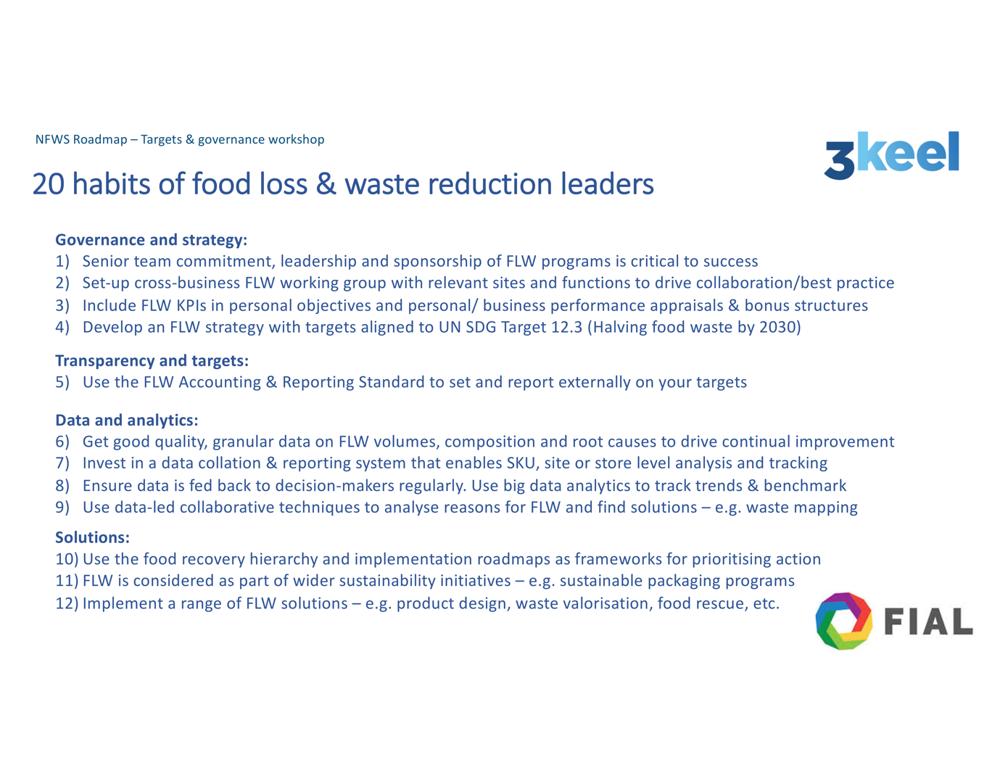 NFWS Roadmap – Targets & governance workshop
3keel
20 habits of food loss & waste reduction leaders
Governance and strategy:
1) Senior team commitment, leadership and sponsorship of FLW programs is critical to success
2) Set-up cross-business FLW working group with relevant sites and functions to drive collaboration/best practice
3) Include FLW KPIs in personal objectives and personal/ business performance appraisals & bonus structures
4) Develop an FLW strategy with targets aligned to UN SDG Target 12.3 (Halving food waste by 2030)
Transparency and targets:
5) Use the FLW Accounting & Reporting Standard to set and report externally on your targets
Data and analytics:
6) Get good quality, granular data on FLW volumes, composition and root causes to drive continual improvement
7) Invest in a data collation & reporting system that enables SKU, site or store level analysis and tracking
8) Ensure data is fed back to decision-makers regularly. Use big data analytics to track trends & benchmark
9) Use data-led collaborative techniques to analyse reasons for FLW and find solutions – e.g. waste mapping
Solutions:
10) Use the food recovery hierarchy and implementation roadmaps as frameworks for prioritising action
11) FLW is considered as part of wider sustainability initiatives – e.g. sustainable packaging programs
12) Implement a range of FLW solutions – e.g. product design, waste valorisation, food rescue, etc.
FIAL